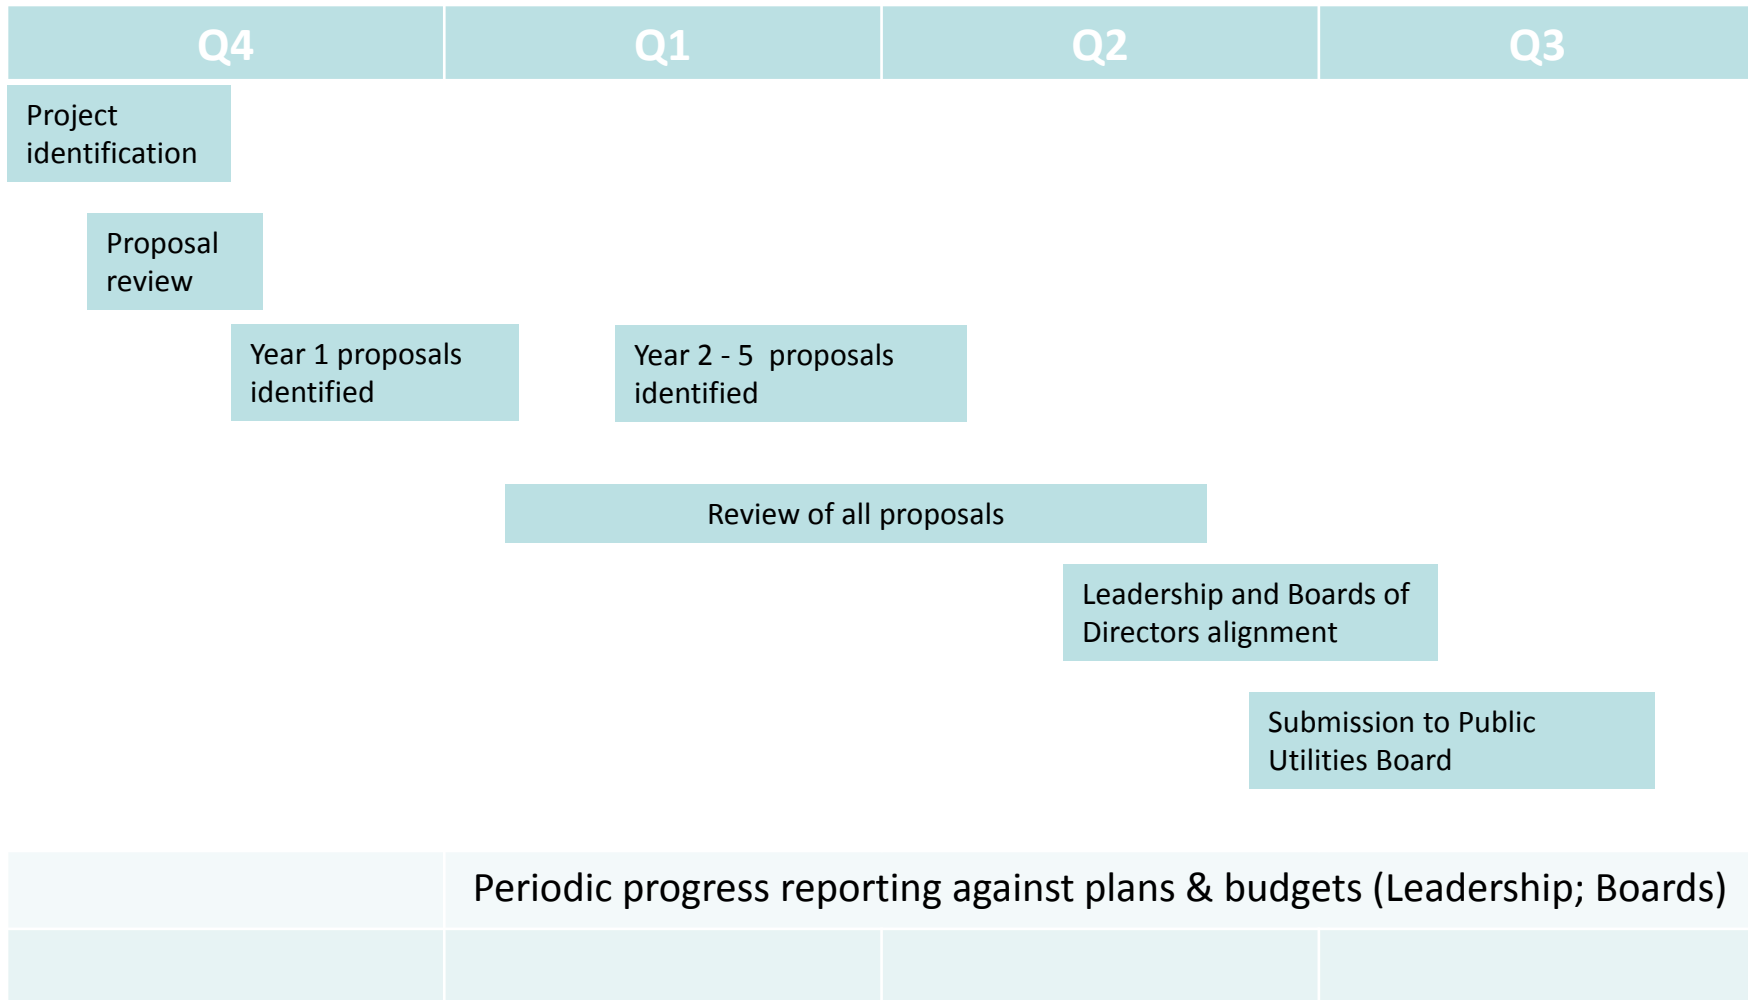 Q4 Q1 Q2 Q3
Project
identification
Proposal
review
Year 1 proposals
identified
Year 2 - 5  proposals
identified
Review of all proposals
Leadership and Boards of
Directors alignment
Submission to Public
Utilities Board
Periodic progress reporting against plans & budgets (Leadership; Boards)